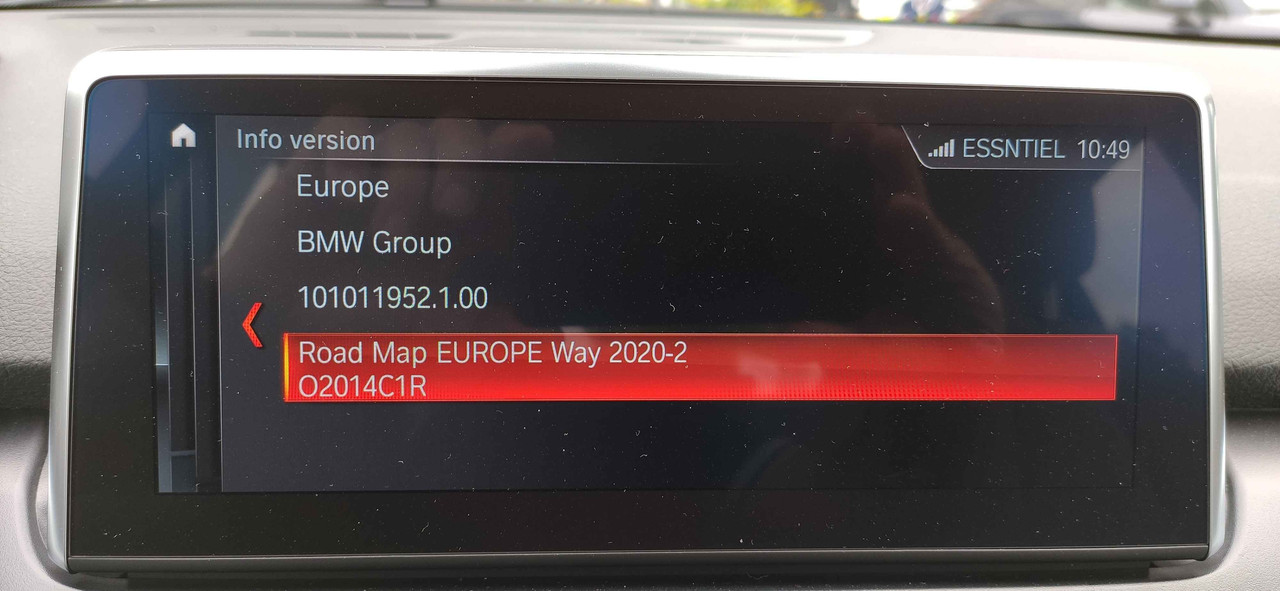 Info version
ESSNTIEL 10:49
Europe
BMW Group
101011952.1.00
Road Map EUROPE Way 2020-2
O2014C1R